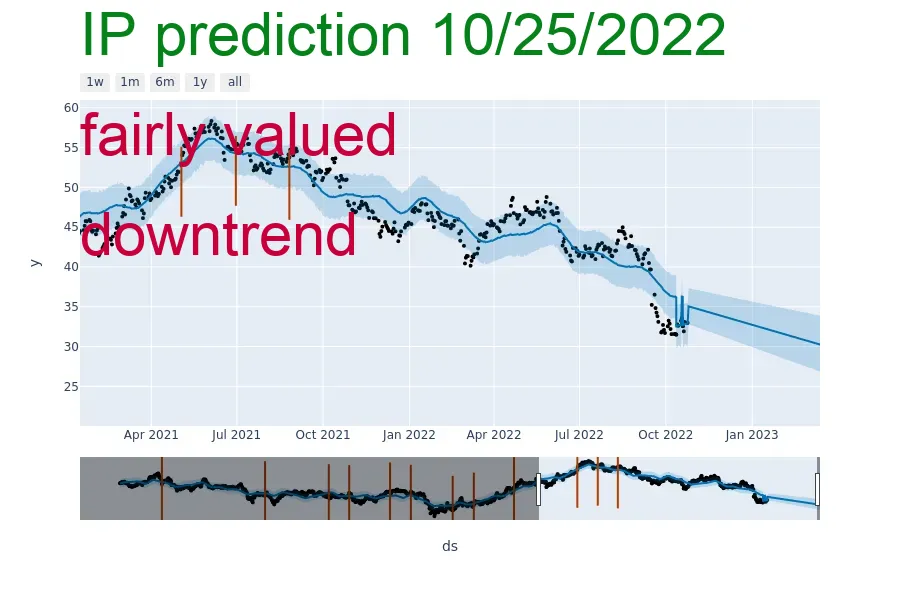 IP prediction 10/25/2022
1w 1m 6m 1y all
60
fairly valued
55
50
45
downtrend
40
y
35
30
25
Apr 2021 Jul 2021 Oct 2021 Jan 2022 Apr 2022 Jul 2022 Oct 2022 Jan 2023
ds